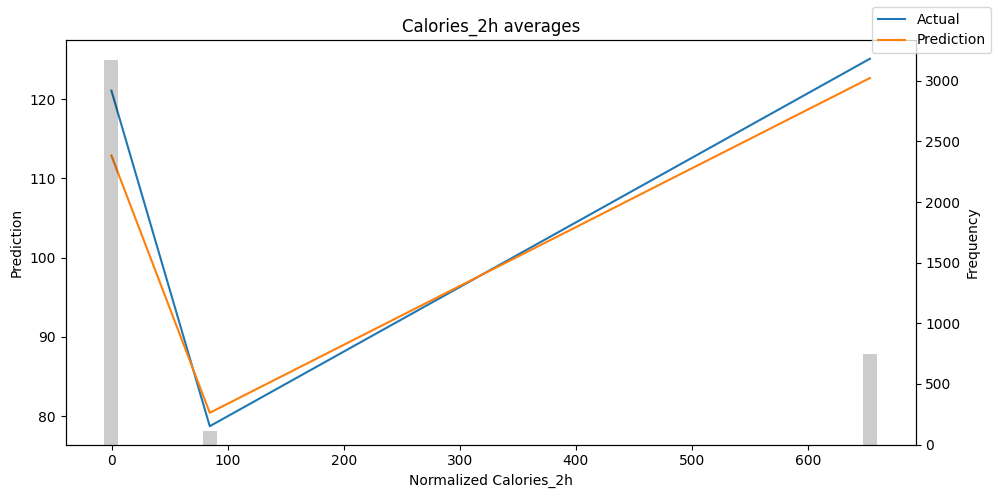 Calories_2h averages
Actual
Prediction
120
110
100
90
80
Prediction
3000
2500
2000
1500
1000
500
0
Frequency
0 100 200 300 400 500 600
Normalized Calories_2h